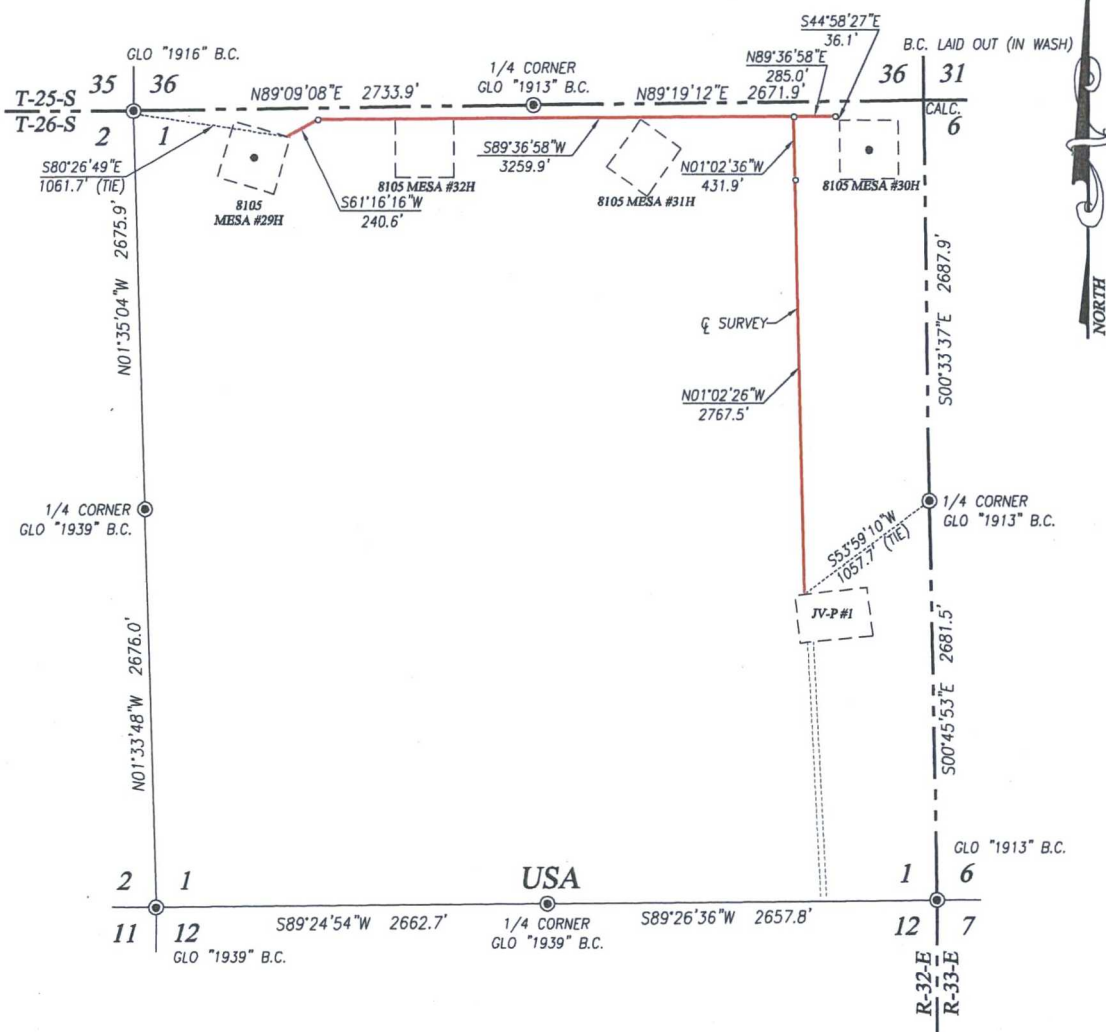 S44°58'27"E
36.1'
GLO "1916" B.C.
B.C. LAID OUT (IN WASH)
N89°36'58"E
285.0'
1/4 CORNER
GLO "1913" B.C.
35 36
36 31
T-25-S
T-26-S
N89°09'08"E 2733.9'
N89°19'12"E 2671.9'
CALC.
2 1
6
S80°26'49"E
1061.7' (TIE)
S89°36'58"W
3259.9'
N01°02'36"W
431.9'
8105
MESA #29H
S61°16'16"W
240.6'
8105 MESA #32H
8105 MESA #31H
8105 MESA #30H
N01°35'04"W 2675.9'
S00°33'37"E 2687.9'
NORTH
℄ SURVEY
N01°02'26"W
2767.5'
1/4 CORNER
GLO "1939" B.C.
1/4 CORNER
GLO "1913" B.C.
S53°59'10"W
1057.7' (TIE)
JV-P #1
N01°33'48"W 2676.0'
S00°45'53"E 2681.5'
GLO "1913" B.C.
2 1
USA
1 6
S89°24'54"W 2662.7'
1/4 CORNER
GLO "1939" B.C.
S89°26'36"W 2657.8'
11 12
GLO "1939" B.C.
12 7
R-32-E
R-33-E